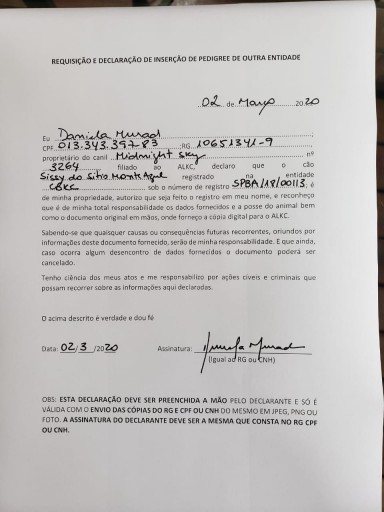 REQUISIÇÃO E DECLARAÇÃO DE INSERÇÃO DE PEDIGREE DE OUTRA ENTIDADE
02 de Março 2020
Eu Daniela Murad
CPF 013.343.397-83 RG 10651341-9
proprietário do canil Midnight Sky nº
3264 filiado ao ALKC, declaro que o cão
Sissy do Sítio Mont Azul registrado na entidade
CBKC sob o número de registro SPBA/18/00113, é
de minha propriedade, autorizo que seja feito o registro em meu nome, e reconheço
que é de minha total responsabilidade os dados fornecidos e a posse do animal bem
como o documento original em mãos, onde forneço a cópia digital para o ALKC.
Sabendo-se que quaisquer causas ou consequências futuras recorrentes, oriundos por
informações deste documento fornecido, serão de minha responsabilidade. E que ainda,
caso ocorra algum desencontro de dados fornecidos o documento poderá ser
cancelado.
Tenho ciência dos meus atos e me responsabilizo por ações cíveis e criminais que
possam recorrer sobre as informações aqui declaradas.
O acima descrito é verdade e dou fé
Data: 02/3/2020 Assinatura: Daniela Murad
(Igual ao RG ou CNH)
OBS: ESTA DECLARAÇÃO DEVE SER PREENCHIDA A MÃO PELO DECLARANTE E SÓ É
VÁLIDA COM O ENVIO DAS CÓPIAS DO RG E CPF OU CNH DO MESMO EM JPEG, PNG OU
FOTO. A ASSINATURA DO DECLARANTE DEVE SER A MESMA QUE CONSTA NO RG CPF
OU CNH.